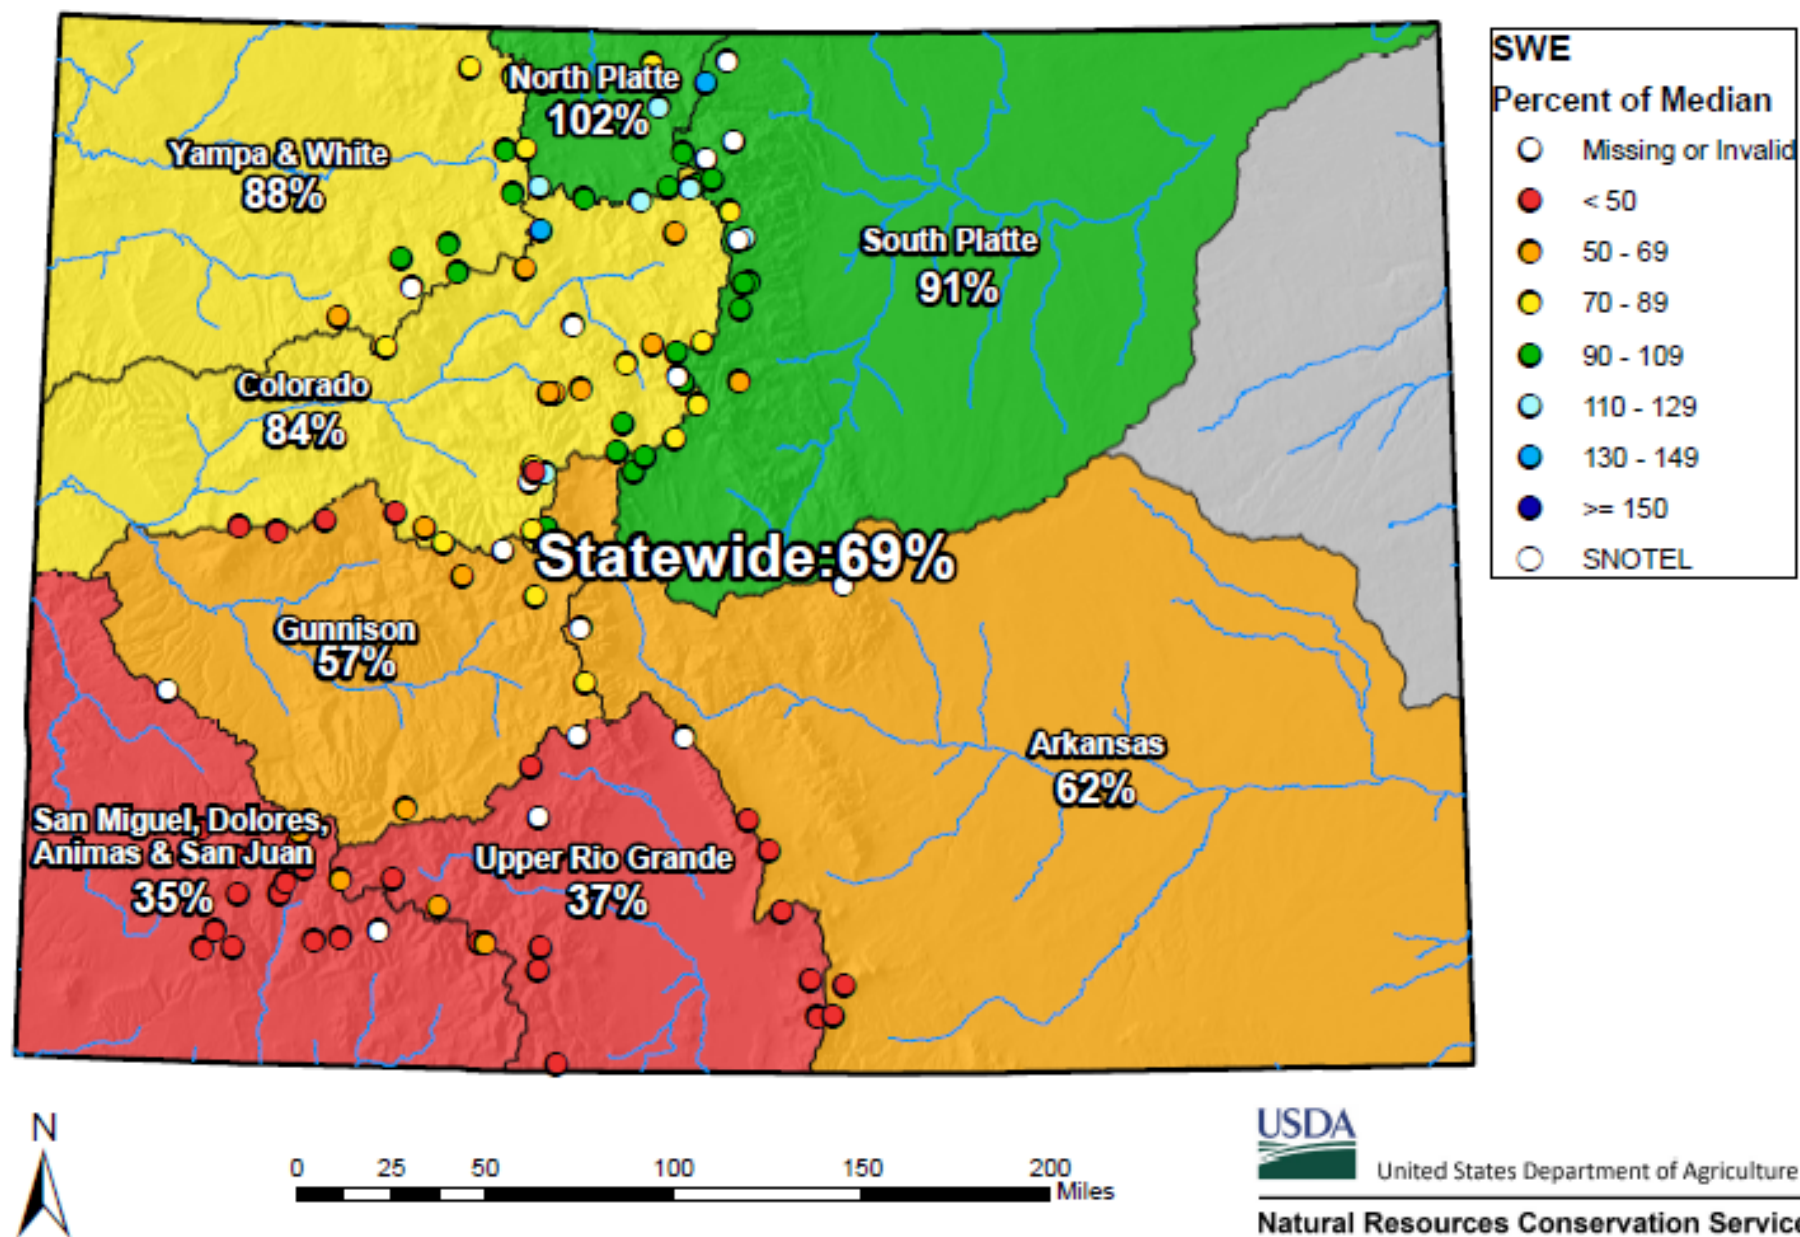 North Platte
102%
Yampa & White
88%
South Platte
91%
Colorado
84%
Statewide:69%
Gunnison
57%
Arkansas
62%
San Miguel, Dolores,
Animas & San Juan
35%
Upper Rio Grande
37%
SWE
Percent of Median
Missing or Invalid
< 50
50 - 69
70 - 89
90 - 109
110 - 129
130 - 149
>= 150
SNOTEL
N
0 25 50 100 150 200
Miles
USDA
United States Department of Agriculture
Natural Resources Conservation Service